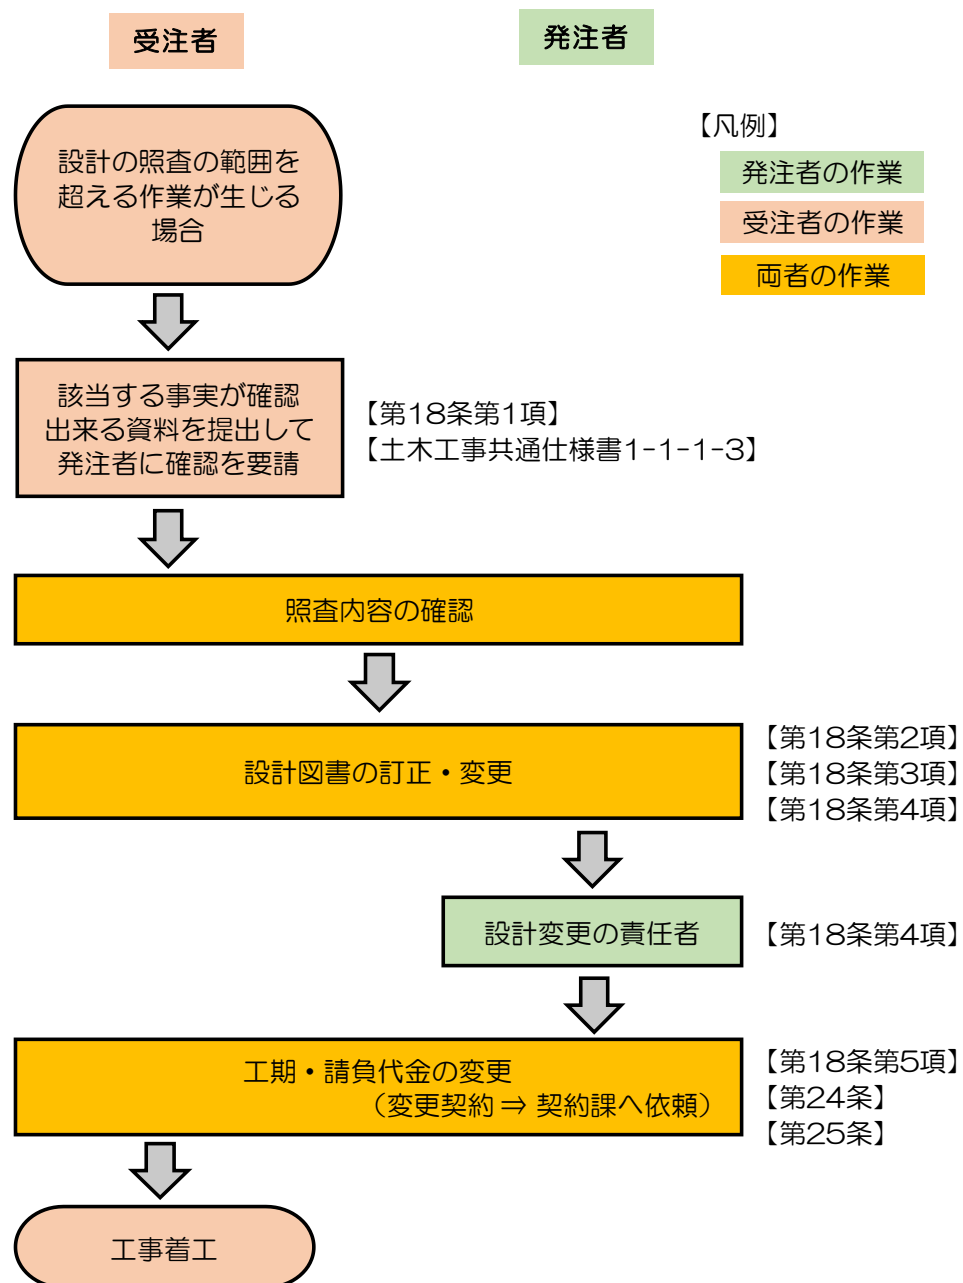 受注者
発注者
【凡例】
発注者の作業
受注者の作業
両者の作業
設計の照査の範囲を
超える作業が生じる
場合
該当する事実が確認
出来る資料を提出して
発注者に確認を要請
【第18条第1項】
【土木工事共通仕様書1-1-1-3】
照査内容の確認
設計図書の訂正・変更
【第18条第2項】
【第18条第3項】
【第18条第4項】
設計変更の責任者
【第18条第4項】
工期・請負代金の変更
（変更契約 ⇒ 契約課へ依頼）
【第18条第5項】
【第24条】
【第25条】
工事着工